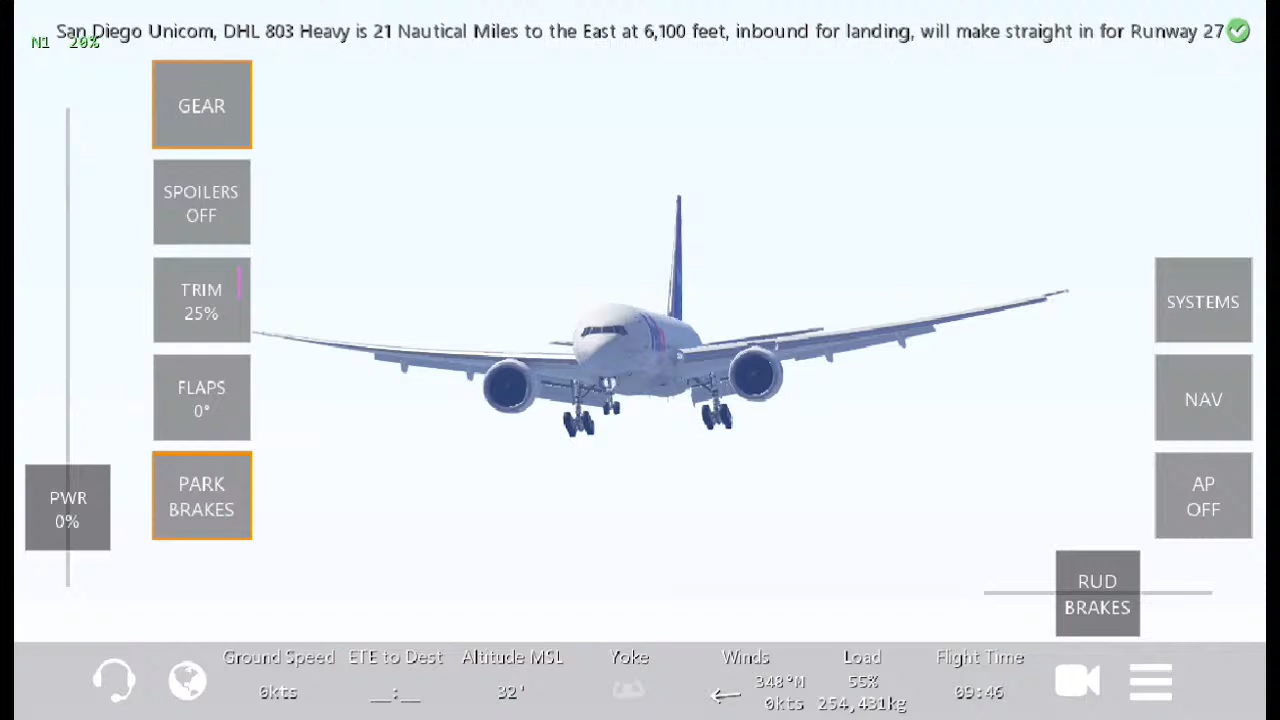 San Diego Unicom, DHL 803 Heavy is 21 Nautical Miles to the East at 6,100 feet, inbound for landing, will make straight in for Runway 27
N1 20%
GEAR
SPOILERS
OFF
TRIM
25%
FLAPS
0°
PARK
BRAKES
PWR
0%
SYSTEMS
NAV
AP
OFF
RUD
BRAKES
Ground Speed
0kts
ETE to Dest
__:__
Altitude MSL
32'
Yoke
Winds
348°M
0kts
Load
55%
254,431kg
Flight Time
09:46